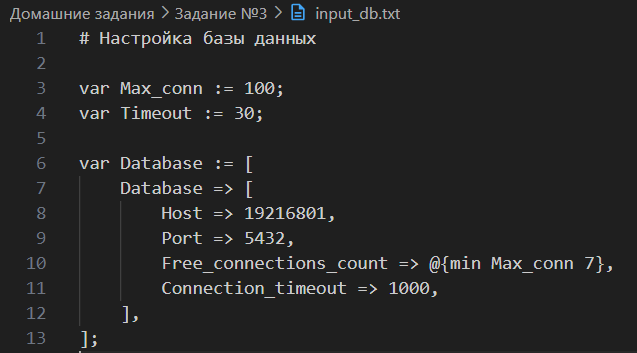 Домашние задания > Задание №3 > input_db.txt
1 # Настройка базы данных
2
3 var Max_conn := 100;
4 var Timeout := 30;
5
6 var Database := [
7     Database => [
8         Host => 19216801,
9         Port => 5432,
10         Free_connections_count => @{min Max_conn 7},
11         Connection_timeout => 1000,
12     ],
13 ];